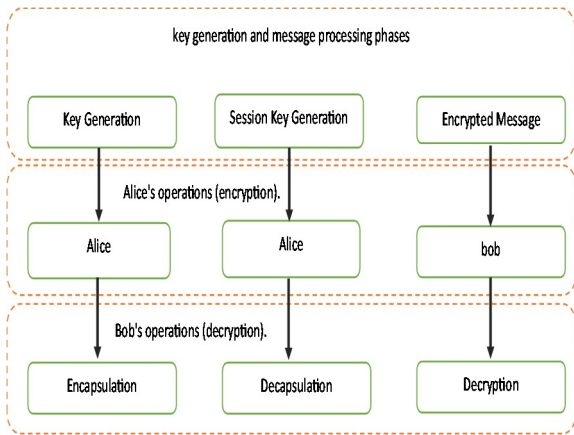 key generation and message processing phases
Key Generation
Session Key Generation
Encrypted Message
Alice's operations (encryption).
Alice
Alice
bob
Bob's operations (decryption).
Encapsulation
Decapsulation
Decryption